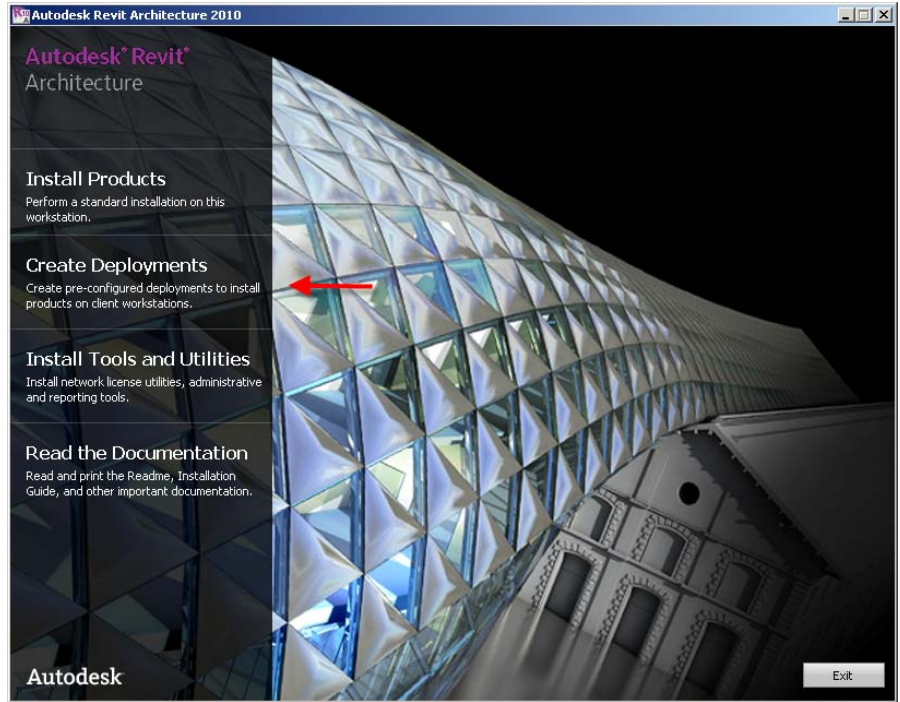 Autodesk Revit Architecture 2010
Autodesk® Revit®
Architecture
Install Products
Perform a standard installation on this
workstation.
Create Deployments
Create pre-configured deployments to install
products on client workstations.
Install Tools and Utilities
Install network license utilities, administrative
and reporting tools.
Read the Documentation
Read and print the Readme, Installation
Guide, and other important documentation.
Autodesk
Exit